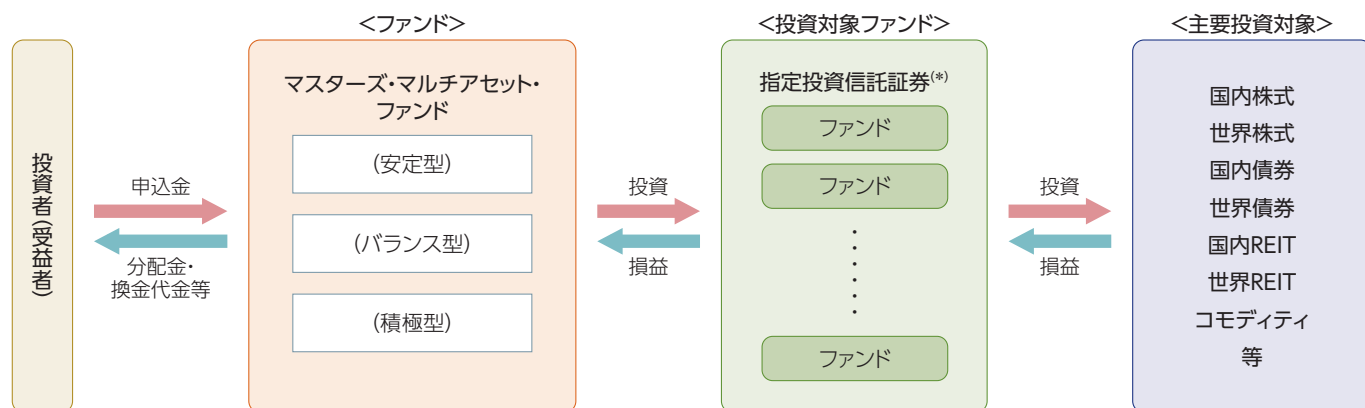 <ファンド>
<投資対象ファンド>
<主要投資対象>
投資者(受益者)
申込金
分配金・
換金代金等
マスターズ・マルチアセット・
ファンド
(安定型)
(バランス型)
(積極型)
投資
損益
指定投資信託証券(*)
ファンド
ファンド
ファンド
投資
損益
国内株式
世界株式
国内債券
世界債券
国内REIT
世界REIT
コモディティ
等